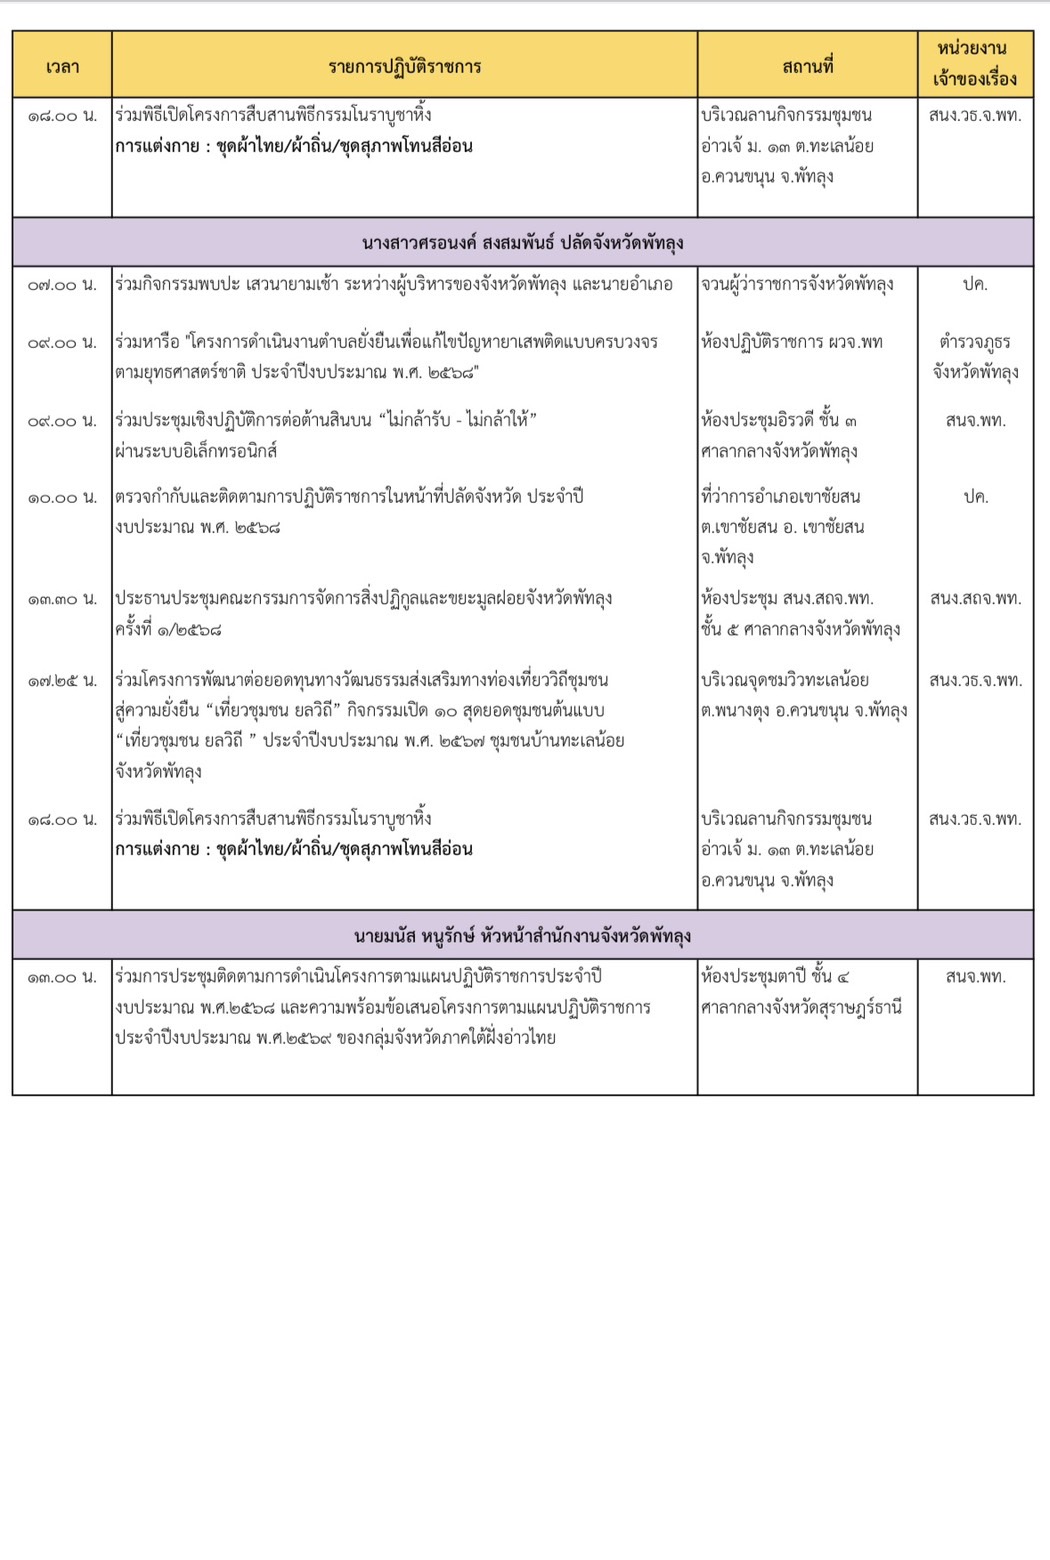 เวลา
รายการปฏิบัติราชการ
สถานที่
หน่วยงาน
เจ้าของเรื่อง
๑๘.๐๐ น.
ร่วมพิธีเปิดโครงการสืบสานพิธีกรรมโนราบูชาหิ้ง
การแต่งกาย : ชุดผ้าไทย/ผ้าถิ่น/ชุดสุภาพโทนสีอ่อน
บริเวณลานกิจกรรมชุมชน
อ่าวเจ้ ม. ๑๓ ต.ทะเลน้อย
อ.ควนขนุน จ.พัทลุง
สนง.วธ.จ.พท.
นางสาวศรอนงค์ สงสมพันธ์ ปลัดจังหวัดพัทลุง
๐๗.๐๐ น.
ร่วมกิจกรรมพบปะ เสวนายามเช้า ระหว่างผู้บริหารของจังหวัดพัทลุง และนายอำเภอ
จวนผู้ว่าราชการจังหวัดพัทลุง
ปค.
๐๙.๐๐ น.
ร่วมหารือ "โครงการดำเนินงานตำบลยั่งยืนเพื่อแก้ไขปัญหายาเสพติดแบบครบวงจร
ตามยุทธศาสตร์ชาติ ประจำปีงบประมาณ พ.ศ. ๒๕๖๘"
ห้องปฏิบัติราชการ ผวจ.พท
ตำรวจภูธร
จังหวัดพัทลุง
๐๙.๐๐ น.
ร่วมประชุมเชิงปฏิบัติการต่อต้านสินบน “ไม่กล้ารับ - ไม่กล้าให้”
ผ่านระบบอิเล็กทรอนิกส์
ห้องประชุมอิรวดี ชั้น ๓
ศาลากลางจังหวัดพัทลุง
สนจ.พท.
๑๐.๐๐ น.
ตรวจกำกับและติดตามการปฏิบัติราชการในหน้าที่ปลัดจังหวัด ประจำปี
งบประมาณ พ.ศ. ๒๕๖๘
ที่ว่าการอำเภอเขาชัยสน
ต.เขาชัยสน อ. เขาชัยสน
จ.พัทลุง
ปค.
๑๓.๓๐ น.
ประธานประชุมคณะกรรมการจัดการสิ่งปฏิกูลและขยะมูลฝอยจังหวัดพัทลุง
ครั้งที่ ๑/๒๕๖๘
ห้องประชุม สนง.สถจ.พท.
ชั้น ๕ ศาลากลางจังหวัดพัทลุง
สนง.สถจ.พท.
๑๗.๒๕ น.
ร่วมโครงการพัฒนาต่อยอดทุนทางวัฒนธรรมส่งเสริมทางท่องเที่ยววิถีชุมชน
สู่ความยั่งยืน “เที่ยวชุมชน ยลวิถี” กิจกรรมเปิด ๑๐ สุดยอดชุมชนต้นแบบ
“เที่ยวชุมชน ยลวิถี ” ประจำปีงบประมาณ พ.ศ. ๒๕๖๗ ชุมชนบ้านทะเลน้อย
จังหวัดพัทลุง
บริเวณจุดชมวิวทะเลน้อย
ต.พนางตุง อ.ควนขนุน จ.พัทลุง
สนง.วธ.จ.พท.
๑๘.๐๐ น.
ร่วมพิธีเปิดโครงการสืบสานพิธีกรรมโนราบูชาหิ้ง
การแต่งกาย : ชุดผ้าไทย/ผ้าถิ่น/ชุดสุภาพโทนสีอ่อน
บริเวณลานกิจกรรมชุมชน
อ่าวเจ้ ม. ๑๓ ต.ทะเลน้อย
อ.ควนขนุน จ.พัทลุง
สนง.วธ.จ.พท.
นายมนัส หนูรักษ์ หัวหน้าสำนักงานจังหวัดพัทลุง
๑๓.๐๐ น.
ร่วมการประชุมติดตามการดำเนินโครงการตามแผนปฏิบัติราชการประจำปี
งบประมาณ พ.ศ.๒๕๖๘ และความพร้อมข้อเสนอโครงการตามแผนปฏิบัติราชการ
ประจำปีงบประมาณ พ.ศ.๒๕๖๙ ของกลุ่มจังหวัดภาคใต้ฝั่งอ่าวไทย
ห้องประชุมตาปี ชั้น ๔
ศาลากลางจังหวัดสุราษฎร์ธานี
สนจ.พท.